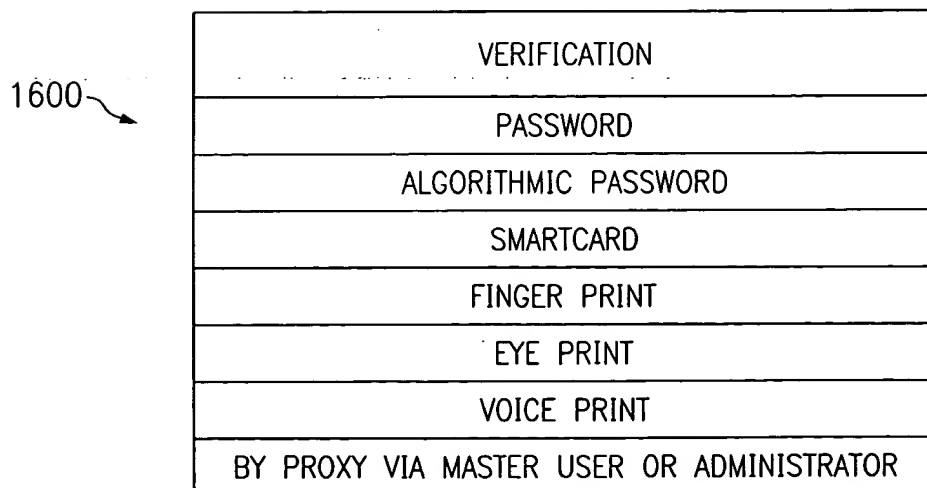 VERIFICATION
1600
PASSWORD
ALGORITHMIC PASSWORD
SMARTCARD
FINGER PRINT
EYE PRINT
VOICE PRINT
BY PROXY VIA MASTER USER OR ADMINISTRATOR